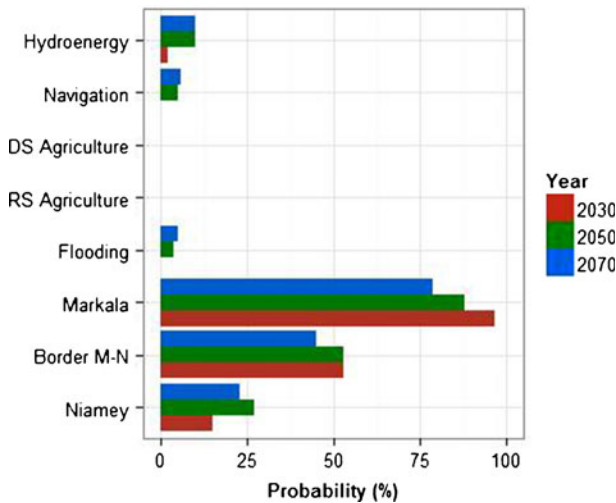 Hydroenergy
Navigation
DS Agriculture
RS Agriculture
Flooding
Markala
Border M-N
Niamey
0 25 50 75 100
Probability (%)
Year
2030
2050
2070